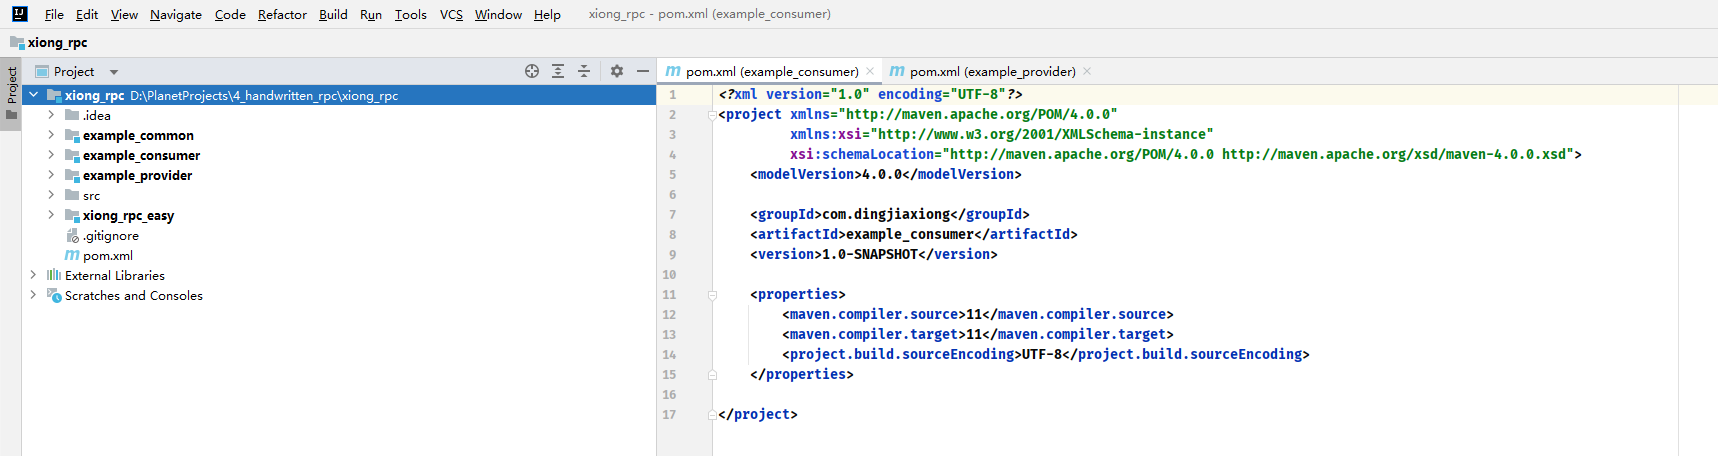 File Edit View Navigate Code Refactor Build Run Tools VCS Window Help xiong_rpc - pom.xml (example_consumer)
xiong_rpc
Project
Project
xiong_rpc D:\PlanetProjects\4_handwritten_rpc\xiong_rpc
.idea
example_common
example_consumer
example_provider
src
xiong_rpc_easy
.gitignore
pom.xml
External Libraries
Scratches and Consoles
pom.xml (example_consumer) pom.xml (example_provider)
1 <?xml version="1.0" encoding="UTF-8"?>
2 <project xmlns="http://maven.apache.org/POM/4.0.0"
3 xmlns:xsi="http://www.w3.org/2001/XMLSchema-instance"
4 xsi:schemaLocation="http://maven.apache.org/POM/4.0.0 http://maven.apache.org/xsd/maven-4.0.0.xsd">
5 <modelVersion>4.0.0</modelVersion>
6
7 <groupId>com.dingjiaxiong</groupId>
8 <artifactId>example_consumer</artifactId>
9 <version>1.0-SNAPSHOT</version>
10
11 <properties>
12 <maven.compiler.source>11</maven.compiler.source>
13 <maven.compiler.target>11</maven.compiler.target>
14 <project.build.sourceEncoding>UTF-8</project.build.sourceEncoding>
15 </properties>
16
17 </project>